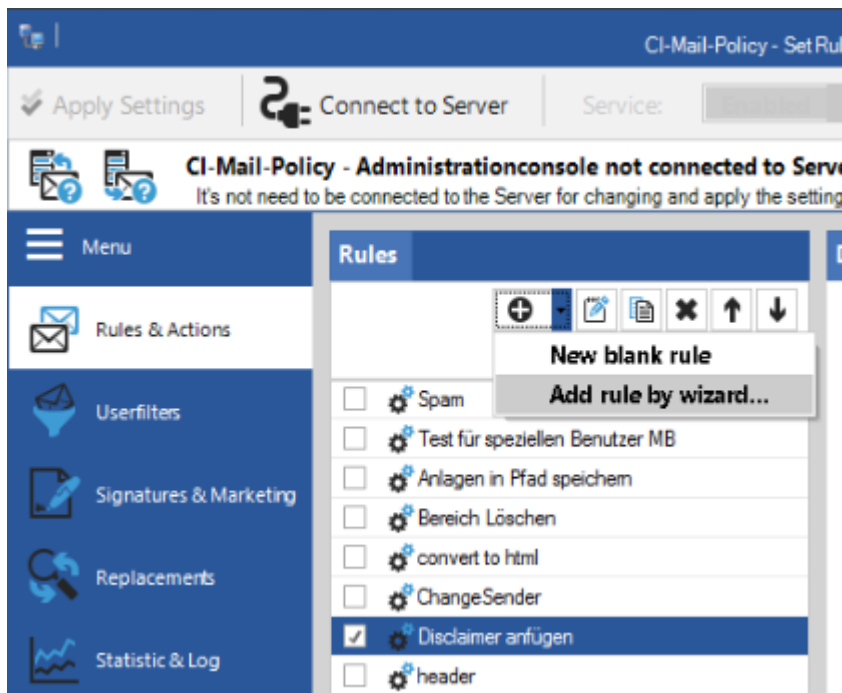 CI-Mail-Policy - SetRul
Apply Settings
Connect to Server
Service:
Enabled
CI-Mail-Policy - Administrationconsole not connected to Serve
It's not need to be connected to the Server for changing and apply the setting
Menu
Rules
Rules & Actions
New blank rule
Add rule by wizard...
Spam
Userfilters
Test für speziellen Benutzer MB
Anlagen in Pfad speichern
Signatures & Marketing
Bereich Löschen
convert to html
Replacements
ChangeSender
Disclaimer anfügen
Statistic & Log
header